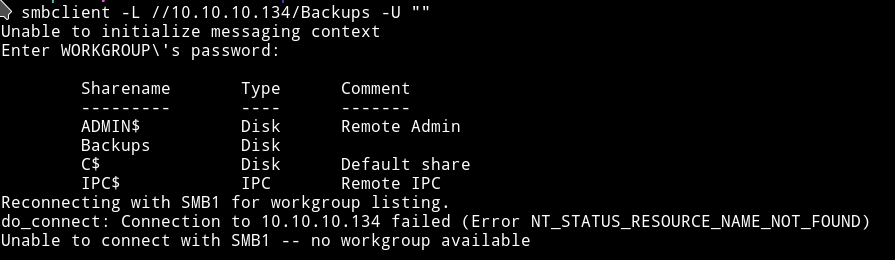 smbclient -L //10.10.10.134/Backups -U ""
Unable to initialize messaging context
Enter WORKGROUP\'s password:
Sharename Type Comment
--------- ---- -------
ADMIN$ Disk Remote Admin
Backups Disk
C$ Disk Default share
IPC$ IPC Remote IPC
Reconnecting with SMB1 for workgroup listing.
do_connect: Connection to 10.10.10.134 failed (Error NT_STATUS_RESOURCE_NAME_NOT_FOUND)
Unable to connect with SMB1 -- no workgroup available